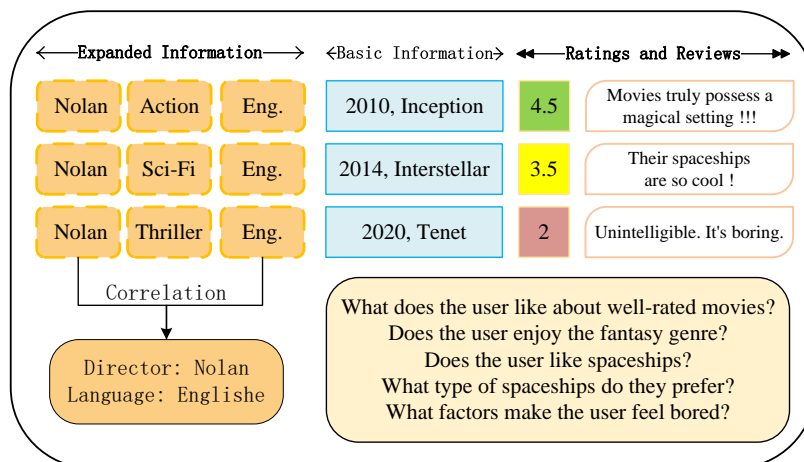 Expanded Information
Basic Information
Ratings and Reviews
Nolan Action Eng. 2010, Inception 4.5 Movies truly possess a
magical setting !!!
Nolan Sci-Fi Eng. 2014, Interstellar 3.5 Their spaceships
are so cool !
Nolan Thriller Eng. 2020, Tenet 2 Unintelligible. It's boring.
Correlation
Director: Nolan
Language: Englishe
What does the user like about well-rated movies?
Does the user enjoy the fantasy genre?
Does the user like spaceships?
What type of spaceships do they prefer?
What factors make the user feel bored?